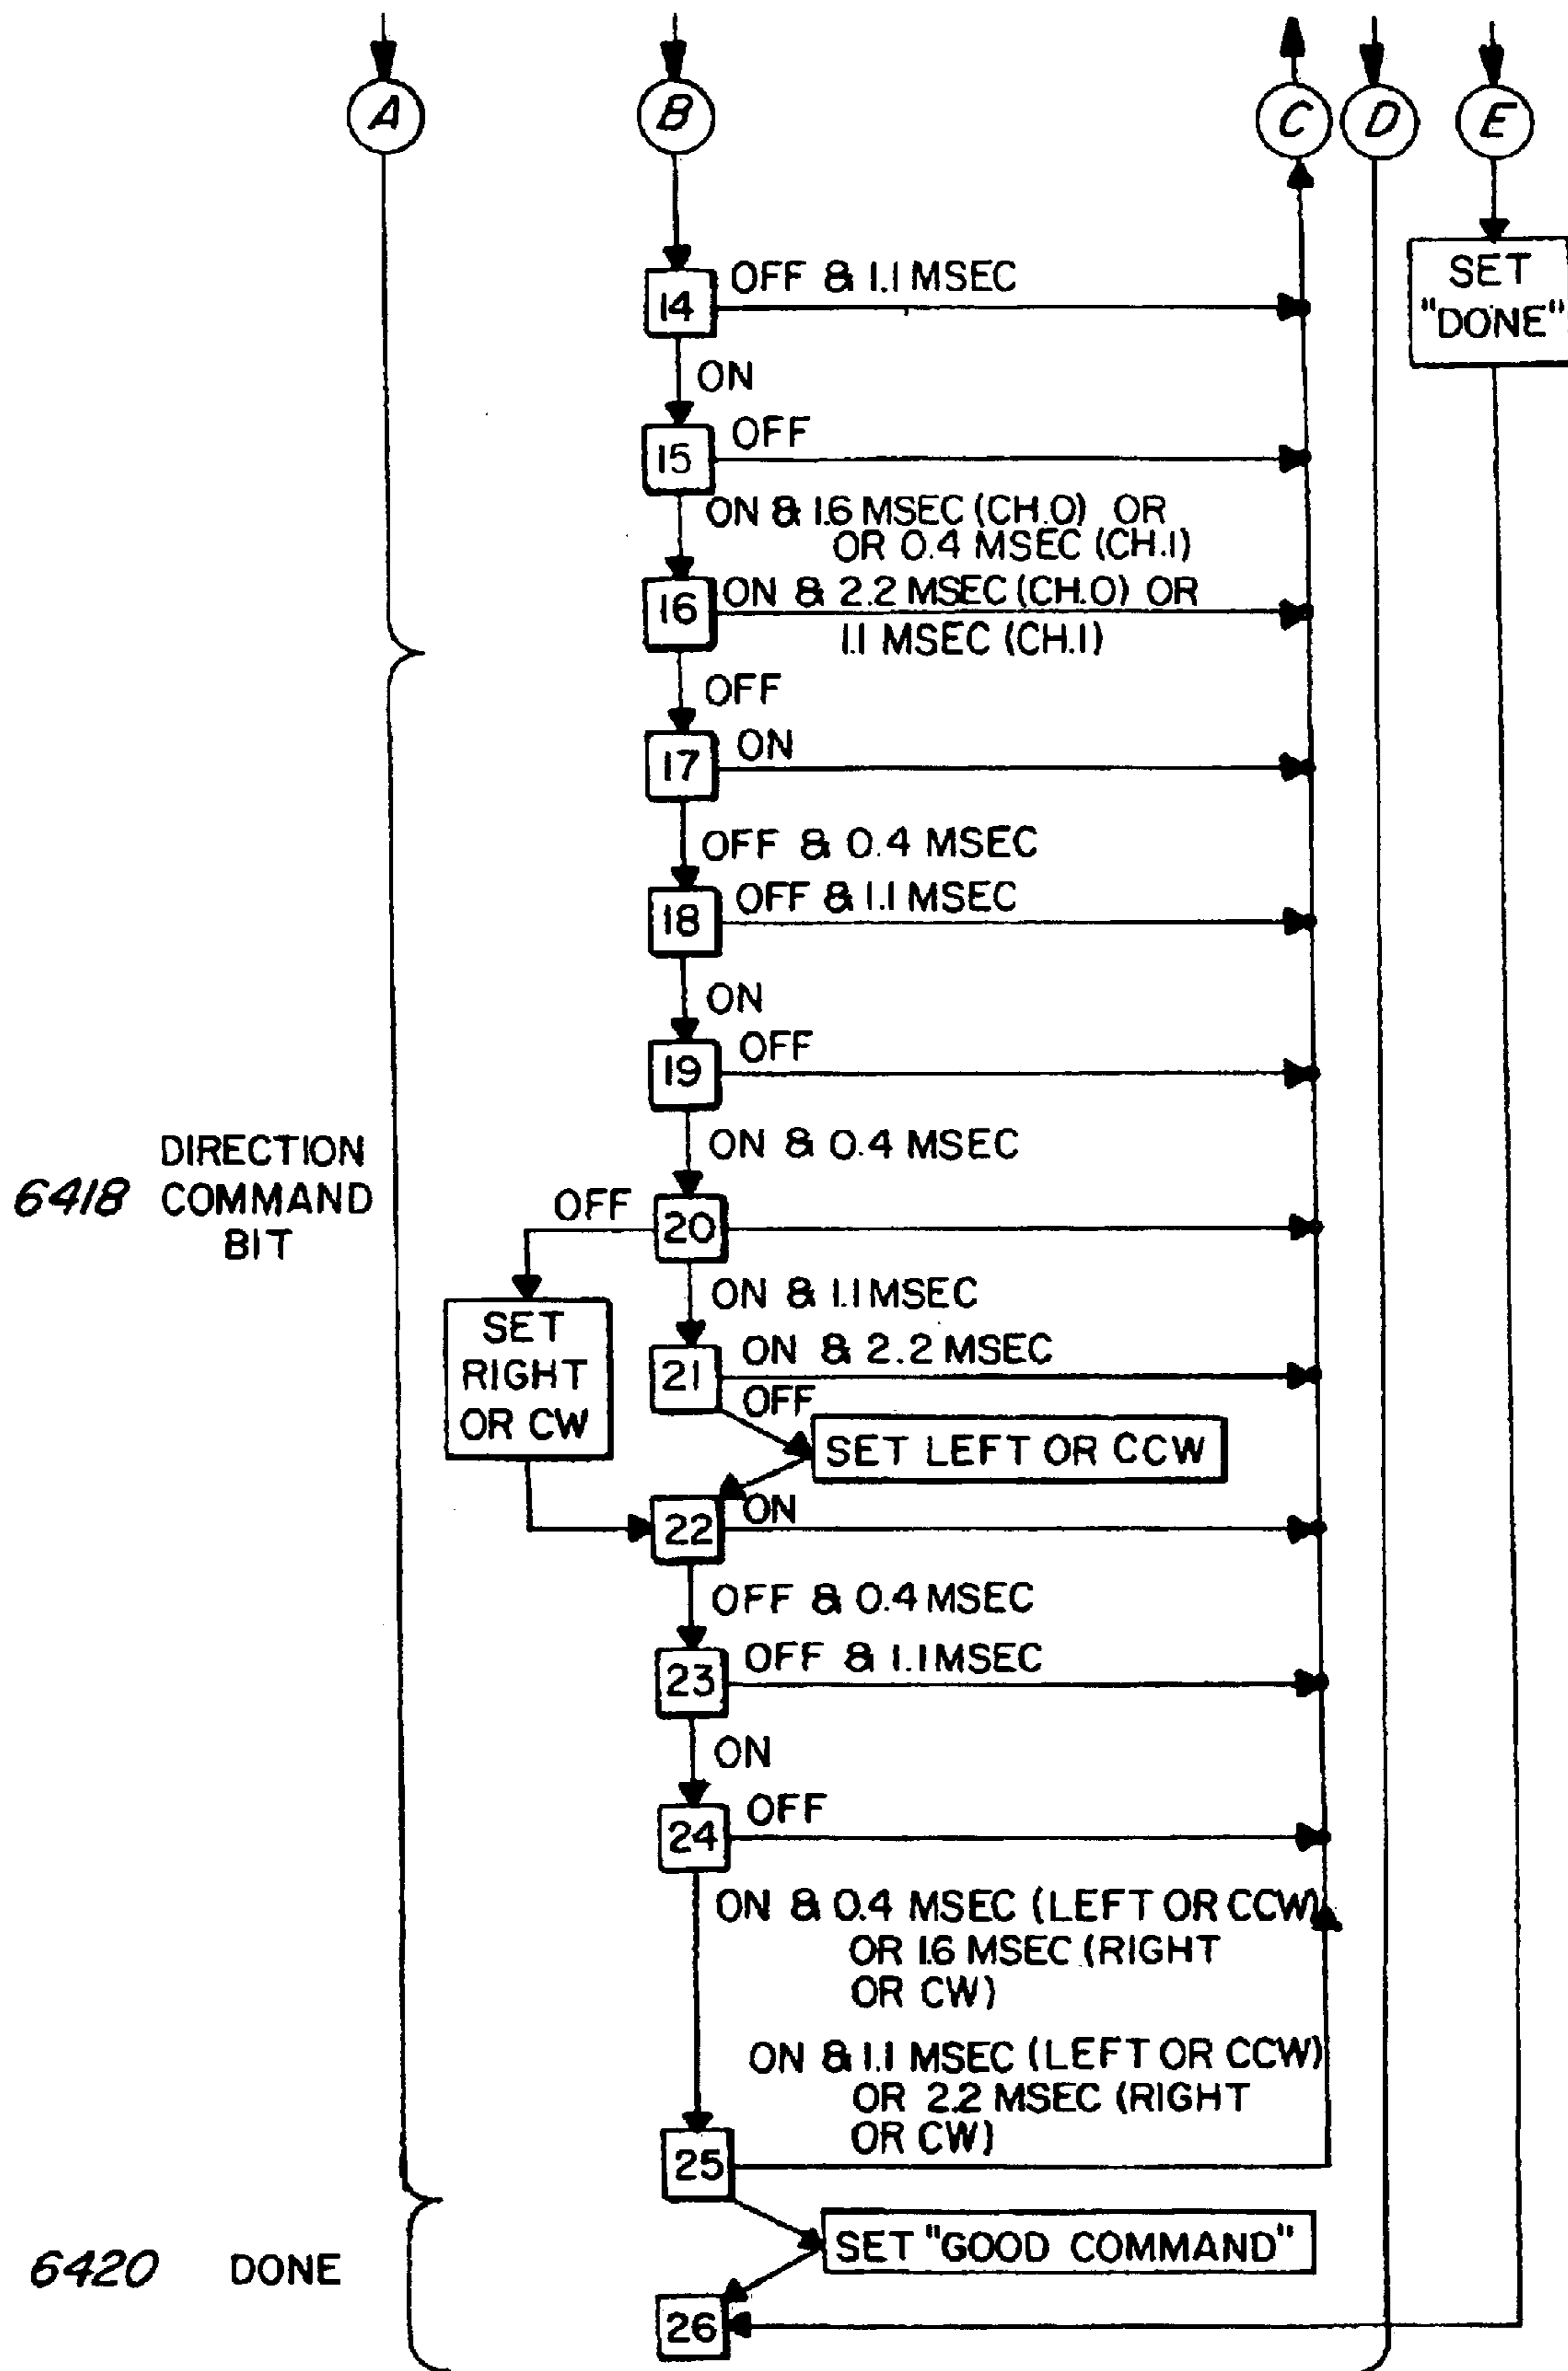 A
B
C
D
E
SET
"DONE"
14
OFF & 1.1 MSEC
ON
15
OFF
ON & 1.6 MSEC (CH.0) OR
OR 0.4 MSEC (CH.1)
16
ON & 2.2 MSEC (CH.0) OR
1.1 MSEC (CH.1)
OFF
17
ON
OFF & 0.4 MSEC
18
OFF & 1.1 MSEC
ON
19
OFF
ON & 0.4 MSEC
6418
DIRECTION
COMMAND
BIT
OFF
20
SET
RIGHT
OR CW
ON & 1.1 MSEC
21
ON & 2.2 MSEC
OFF
SET LEFT OR CCW
22
ON
OFF & 0.4 MSEC
23
OFF & 1.1 MSEC
ON
24
OFF
ON & 0.4 MSEC (LEFT OR CCW)
OR 1.6 MSEC (RIGHT
OR CW)
ON & 1.1 MSEC (LEFT OR CCW)
OR 2.2 MSEC (RIGHT
OR CW)
25
SET "GOOD COMMAND"
6420 DONE
26